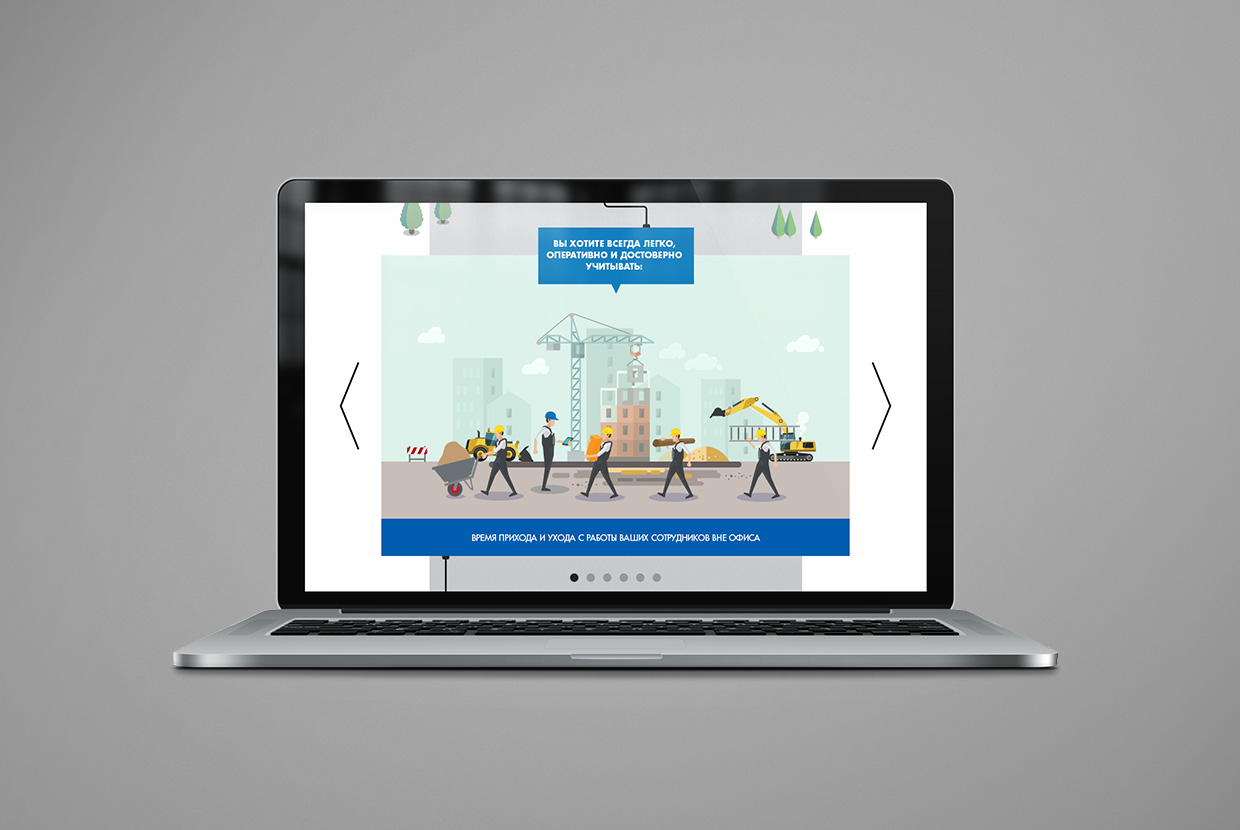 ВЫ ХОТИТЕ ВСЕГДА ЛЕГКО,
ОПЕРАТИВНО И ДОСТОВЕРНО
УЧИТЫВАТЬ:
ВРЕМЯ ПРИХОДА И УХОДА С РАБОТЫ ВАШИХ СОТРУДНИКОВ ВНЕ ОФИСА